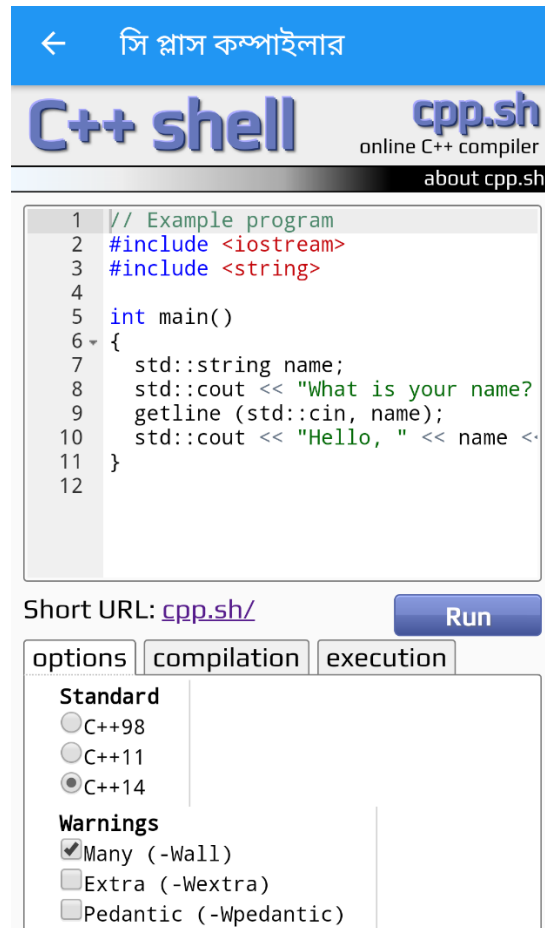 সি প্লাস কম্পাইলার
C++ shell
cpp.sh
online C++ compiler
about cpp.sh
1 // Example program
2 #include <iostream>
3 #include <string>
4
5 int main()
6 {
7 std::string name;
8 std::cout << "What is your name?
9 getline (std::cin, name);
10 std::cout << "Hello, " << name <
11 }
12
Short URL: cpp.sh/
Run
options compilation execution
Standard
C++98
C++11
C++14
Warnings
Many (-Wall)
Extra (-Wextra)
Pedantic (-Wpedantic)